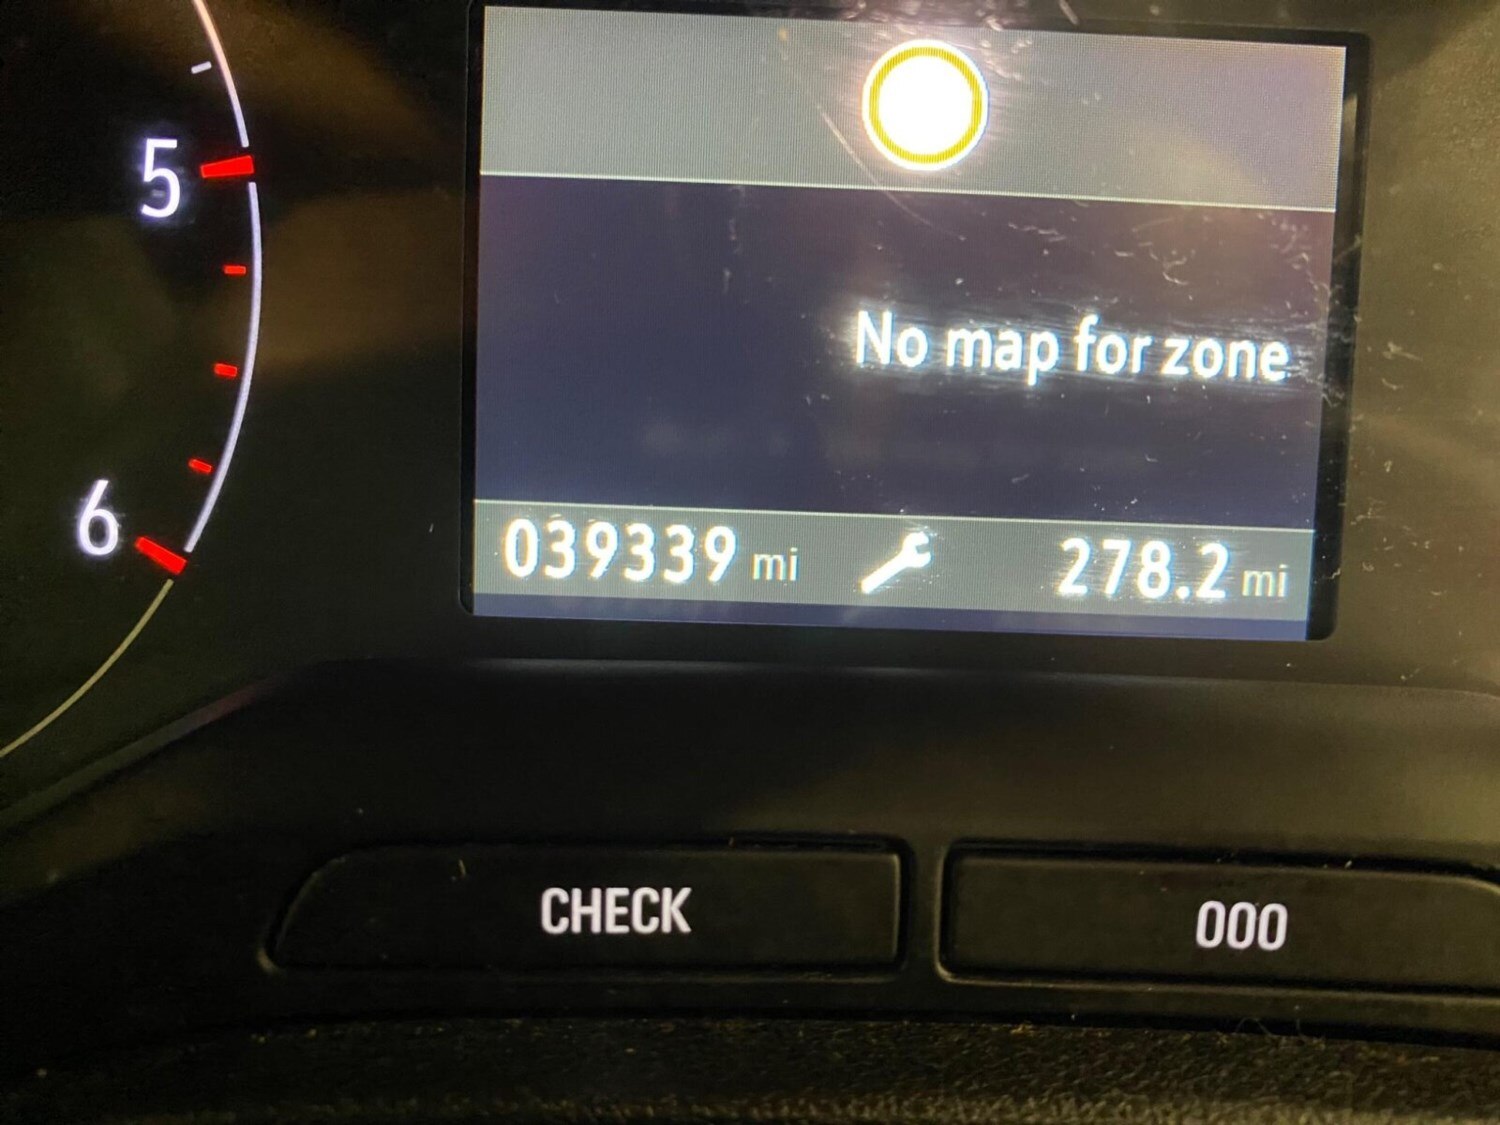 5
6
No map for zone
039339 mi 278.2 mi
CHECK 000